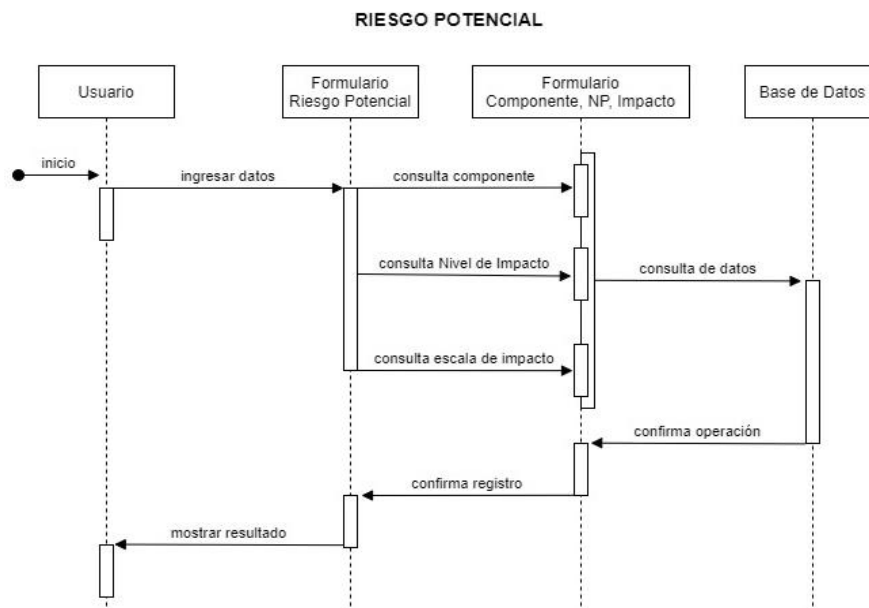 RIESGO POTENCIAL
Usuario
Formulario
Riesgo Potencial
Formulario
Componente, NP, Impacto
Base de Datos
inicio
ingresar datos
consulta componente
consulta Nivel de Impacto
consulta de datos
consulta escala de impacto
confirma operación
confirma registro
mostrar resultado